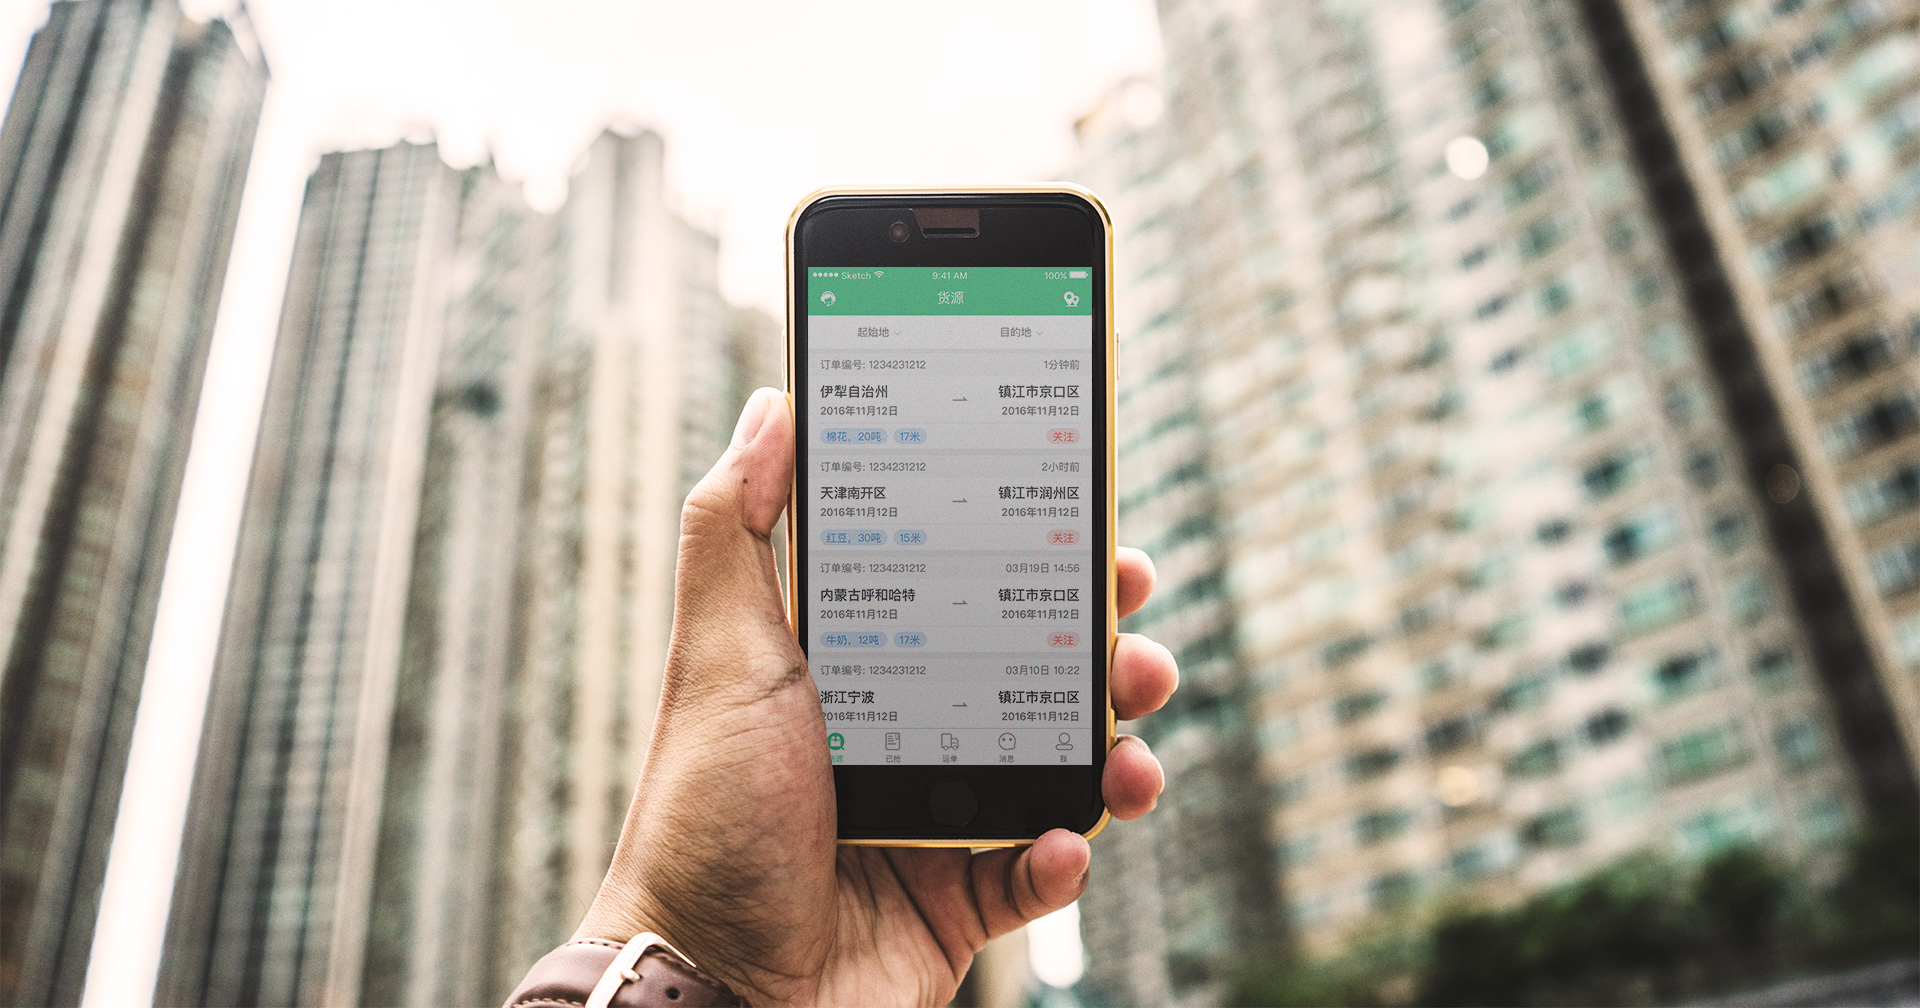 Sketch 9:41 AM 100%
货源
起始地 目的地
订单编号: 1234231212 1分钟前
伊犁自治州 镇江市京口区
2016年11月12日 2016年11月12日
棉花，20吨 17米 关注
订单编号: 1234231212 2小时前
天津南开区 镇江市润州区
2016年11月12日 2016年11月12日
红豆，30吨 15米 关注
订单编号: 1234231212 03月19日 14:56
内蒙古呼和哈特 镇江市京口区
2016年11月12日 2016年11月12日
牛奶，12吨 17米 关注
订单编号: 1234231212 03月10日 10:22
浙江宁波 镇江市京口区
2016年11月12日 2016年11月12日
货源 已抢 运单 消息 我